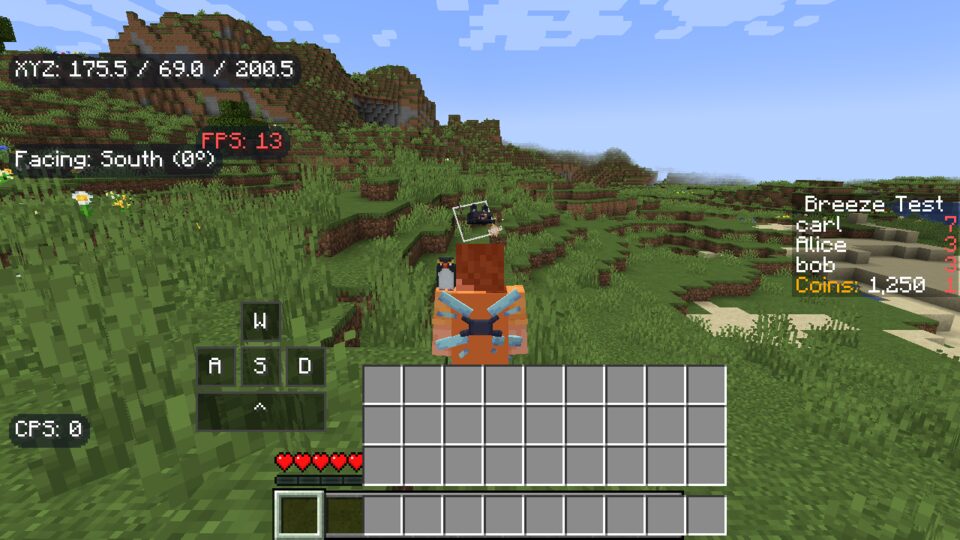 XYZ: 175.5 / 69.0 / 200.5
FPS: 13
Facing: South (0°)
Breeze Test
carl 7
Alice 3
bob 3
Coins: 1,250 1
W
A S D
^
CPS: 0